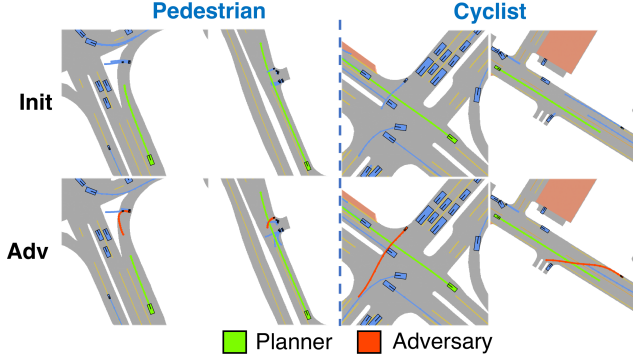 Pedestrian
Cyclist
Init
Adv
Planner
Adversary